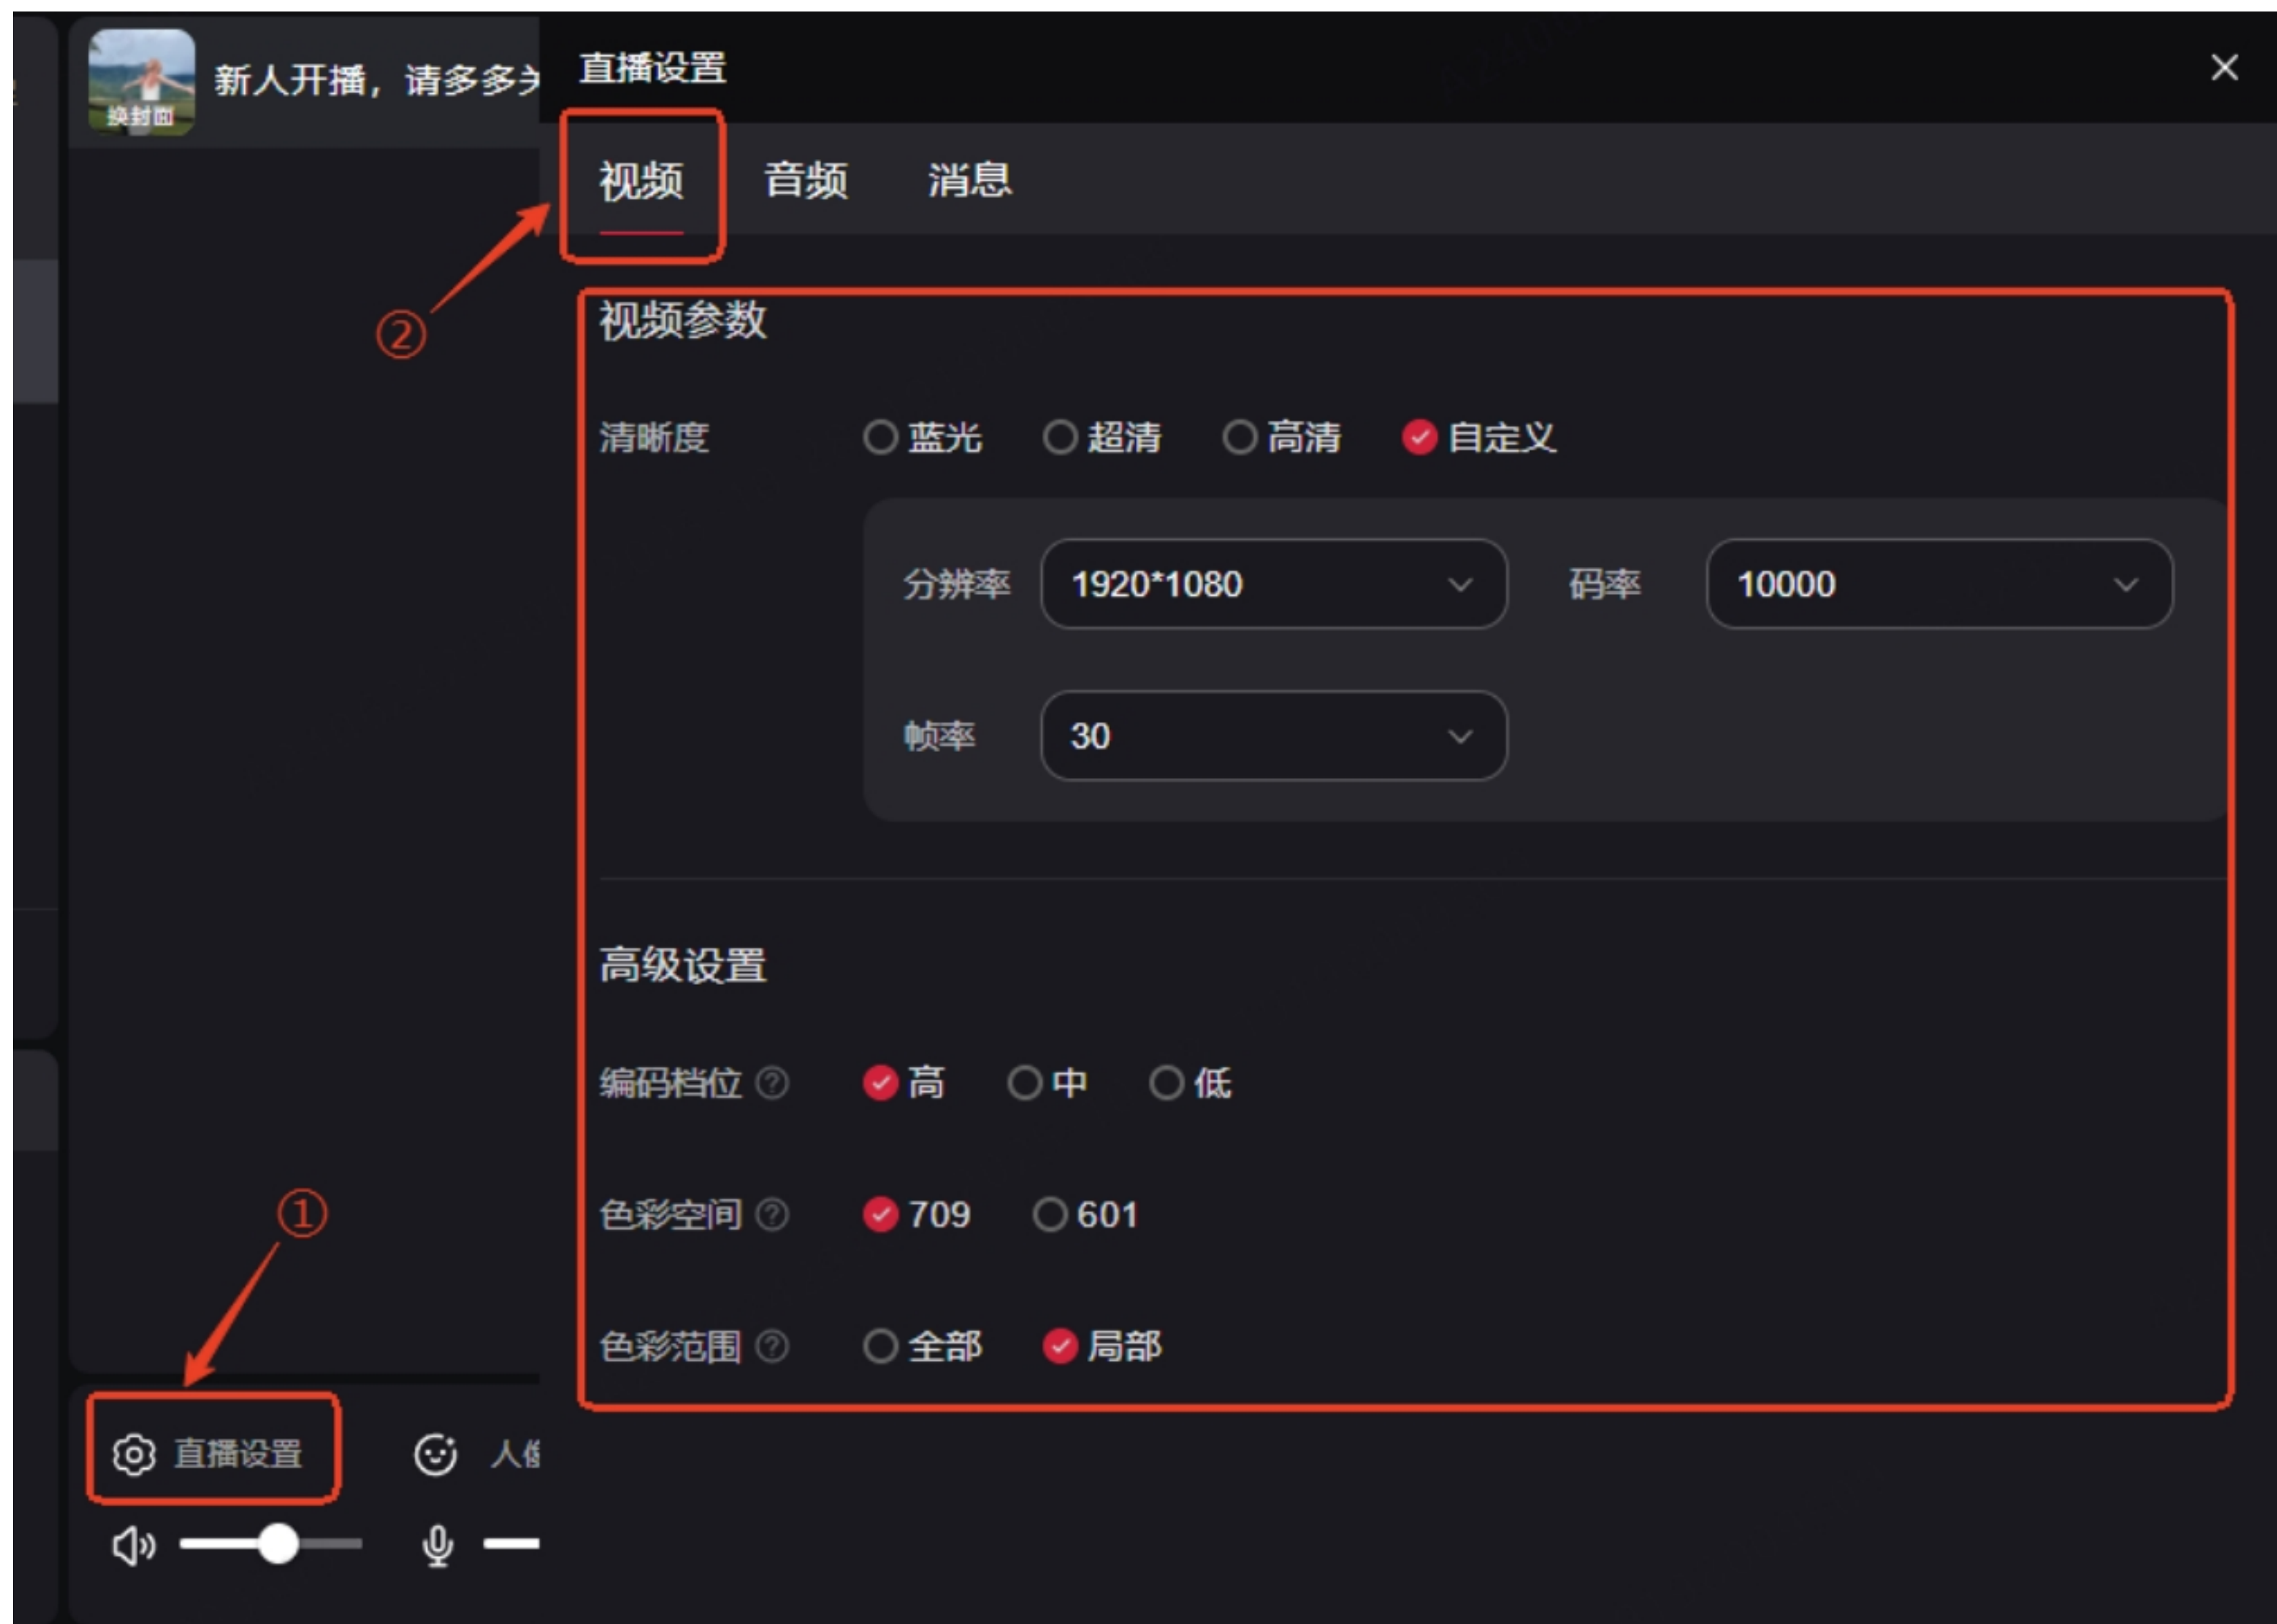 新人开播，请多多关
换封面
直播设置
视频 音频 消息
②
视频参数
清晰度 蓝光 超清 高清 自定义
分辨率 1920*1080 码率 10000
帧率 30
高级设置
编码档位 ? 高 中 低
色彩空间 ? 709 601
色彩范围 ? 全部 局部
①
直播设置 人